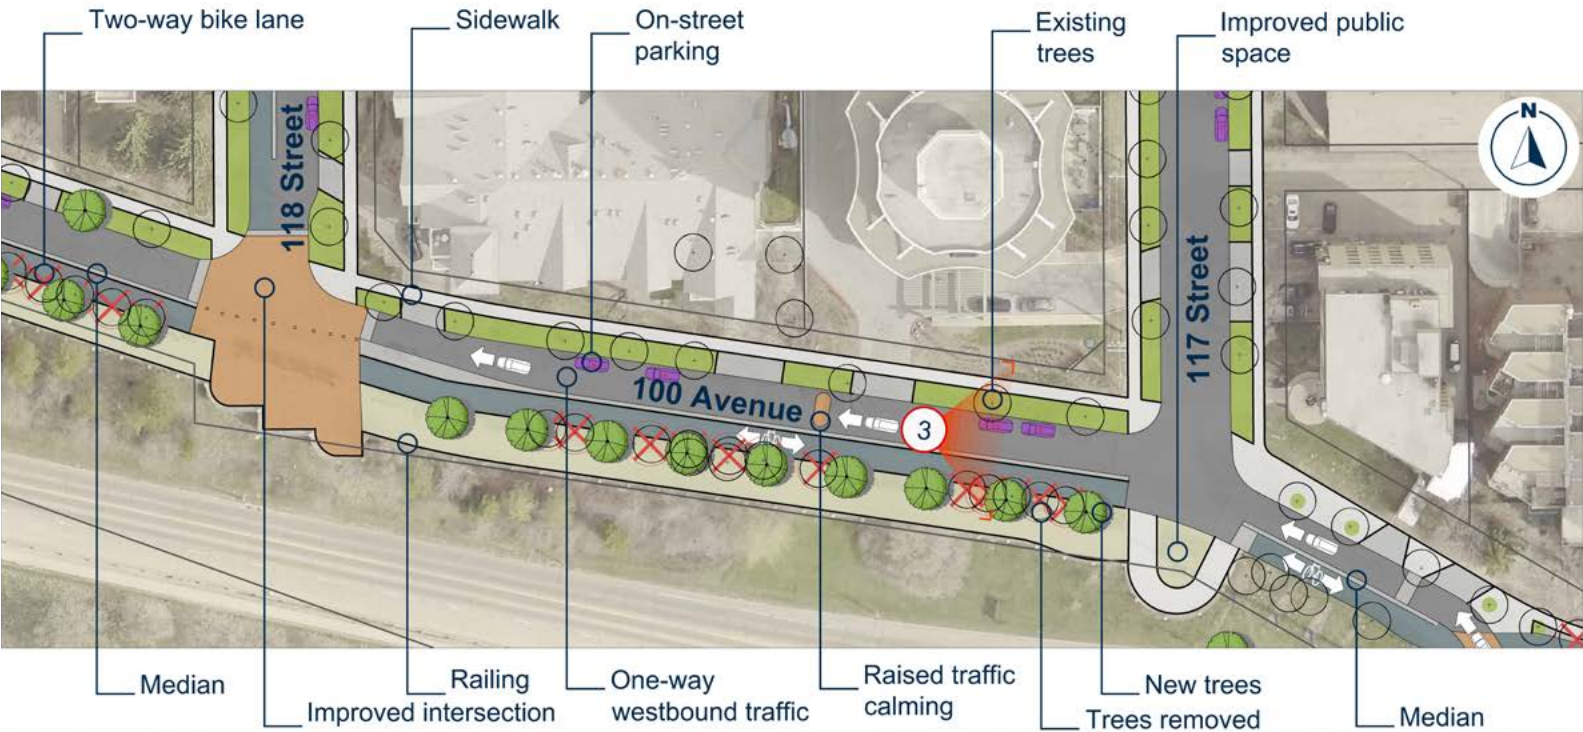 Two-way bike lane
Sidewalk
On-street
parking
Existing
trees
Improved public
space
N
118 Street
117 Street
100 Avenue
3
Median
Improved intersection
Railing
One-way
westbound traffic
Raised traffic
calming
New trees
Trees removed
Median